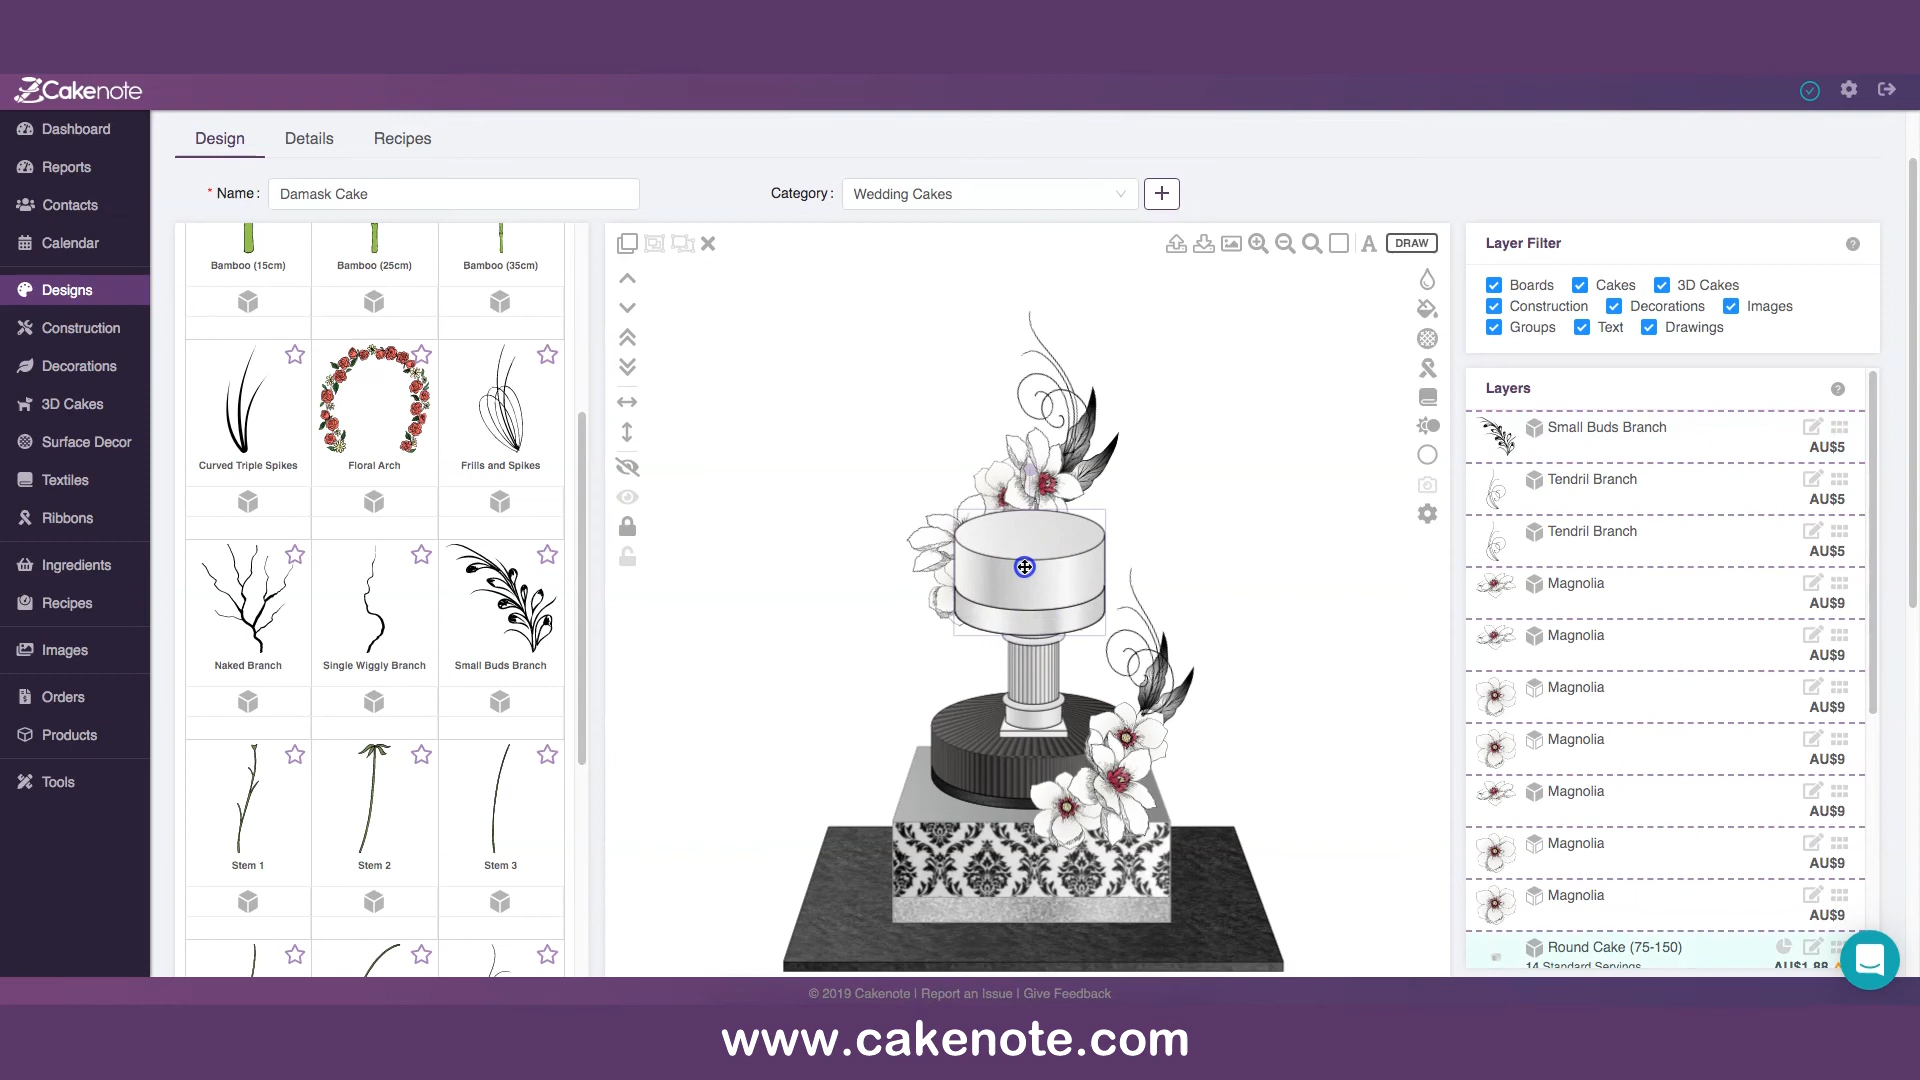 Cakenote
Dashboard
Reports
Contacts
Calendar
Designs
Construction
Decorations
3D Cakes
Surface Decor
Textiles
Ribbons
Ingredients
Recipes
Images
Orders
Products
Tools
Design Details Recipes
* Name : Damask Cake Category : Wedding Cakes
Bamboo (15cm) Bamboo (25cm) Bamboo (35cm)
Curved Triple Spikes Floral Arch Frills and Spikes
Naked Branch Single Wiggly Branch Small Buds Branch
Stem 1 Stem 2 Stem 3
A DRAW
Layer Filter
Boards Cakes 3D Cakes
Construction Decorations Images
Groups Text Drawings
Layers
Small Buds Branch
AU$5
Tendril Branch
AU$5
Tendril Branch
AU$5
Magnolia
AU$9
Magnolia
AU$9
Magnolia
AU$9
Magnolia
AU$9
Magnolia
AU$9
Magnolia
AU$9
Magnolia
AU$9
Round Cake (75-150)
14 Standard Servings AU$1.88
© 2019 Cakenote | Report an Issue | Give Feedback
www.cakenote.com